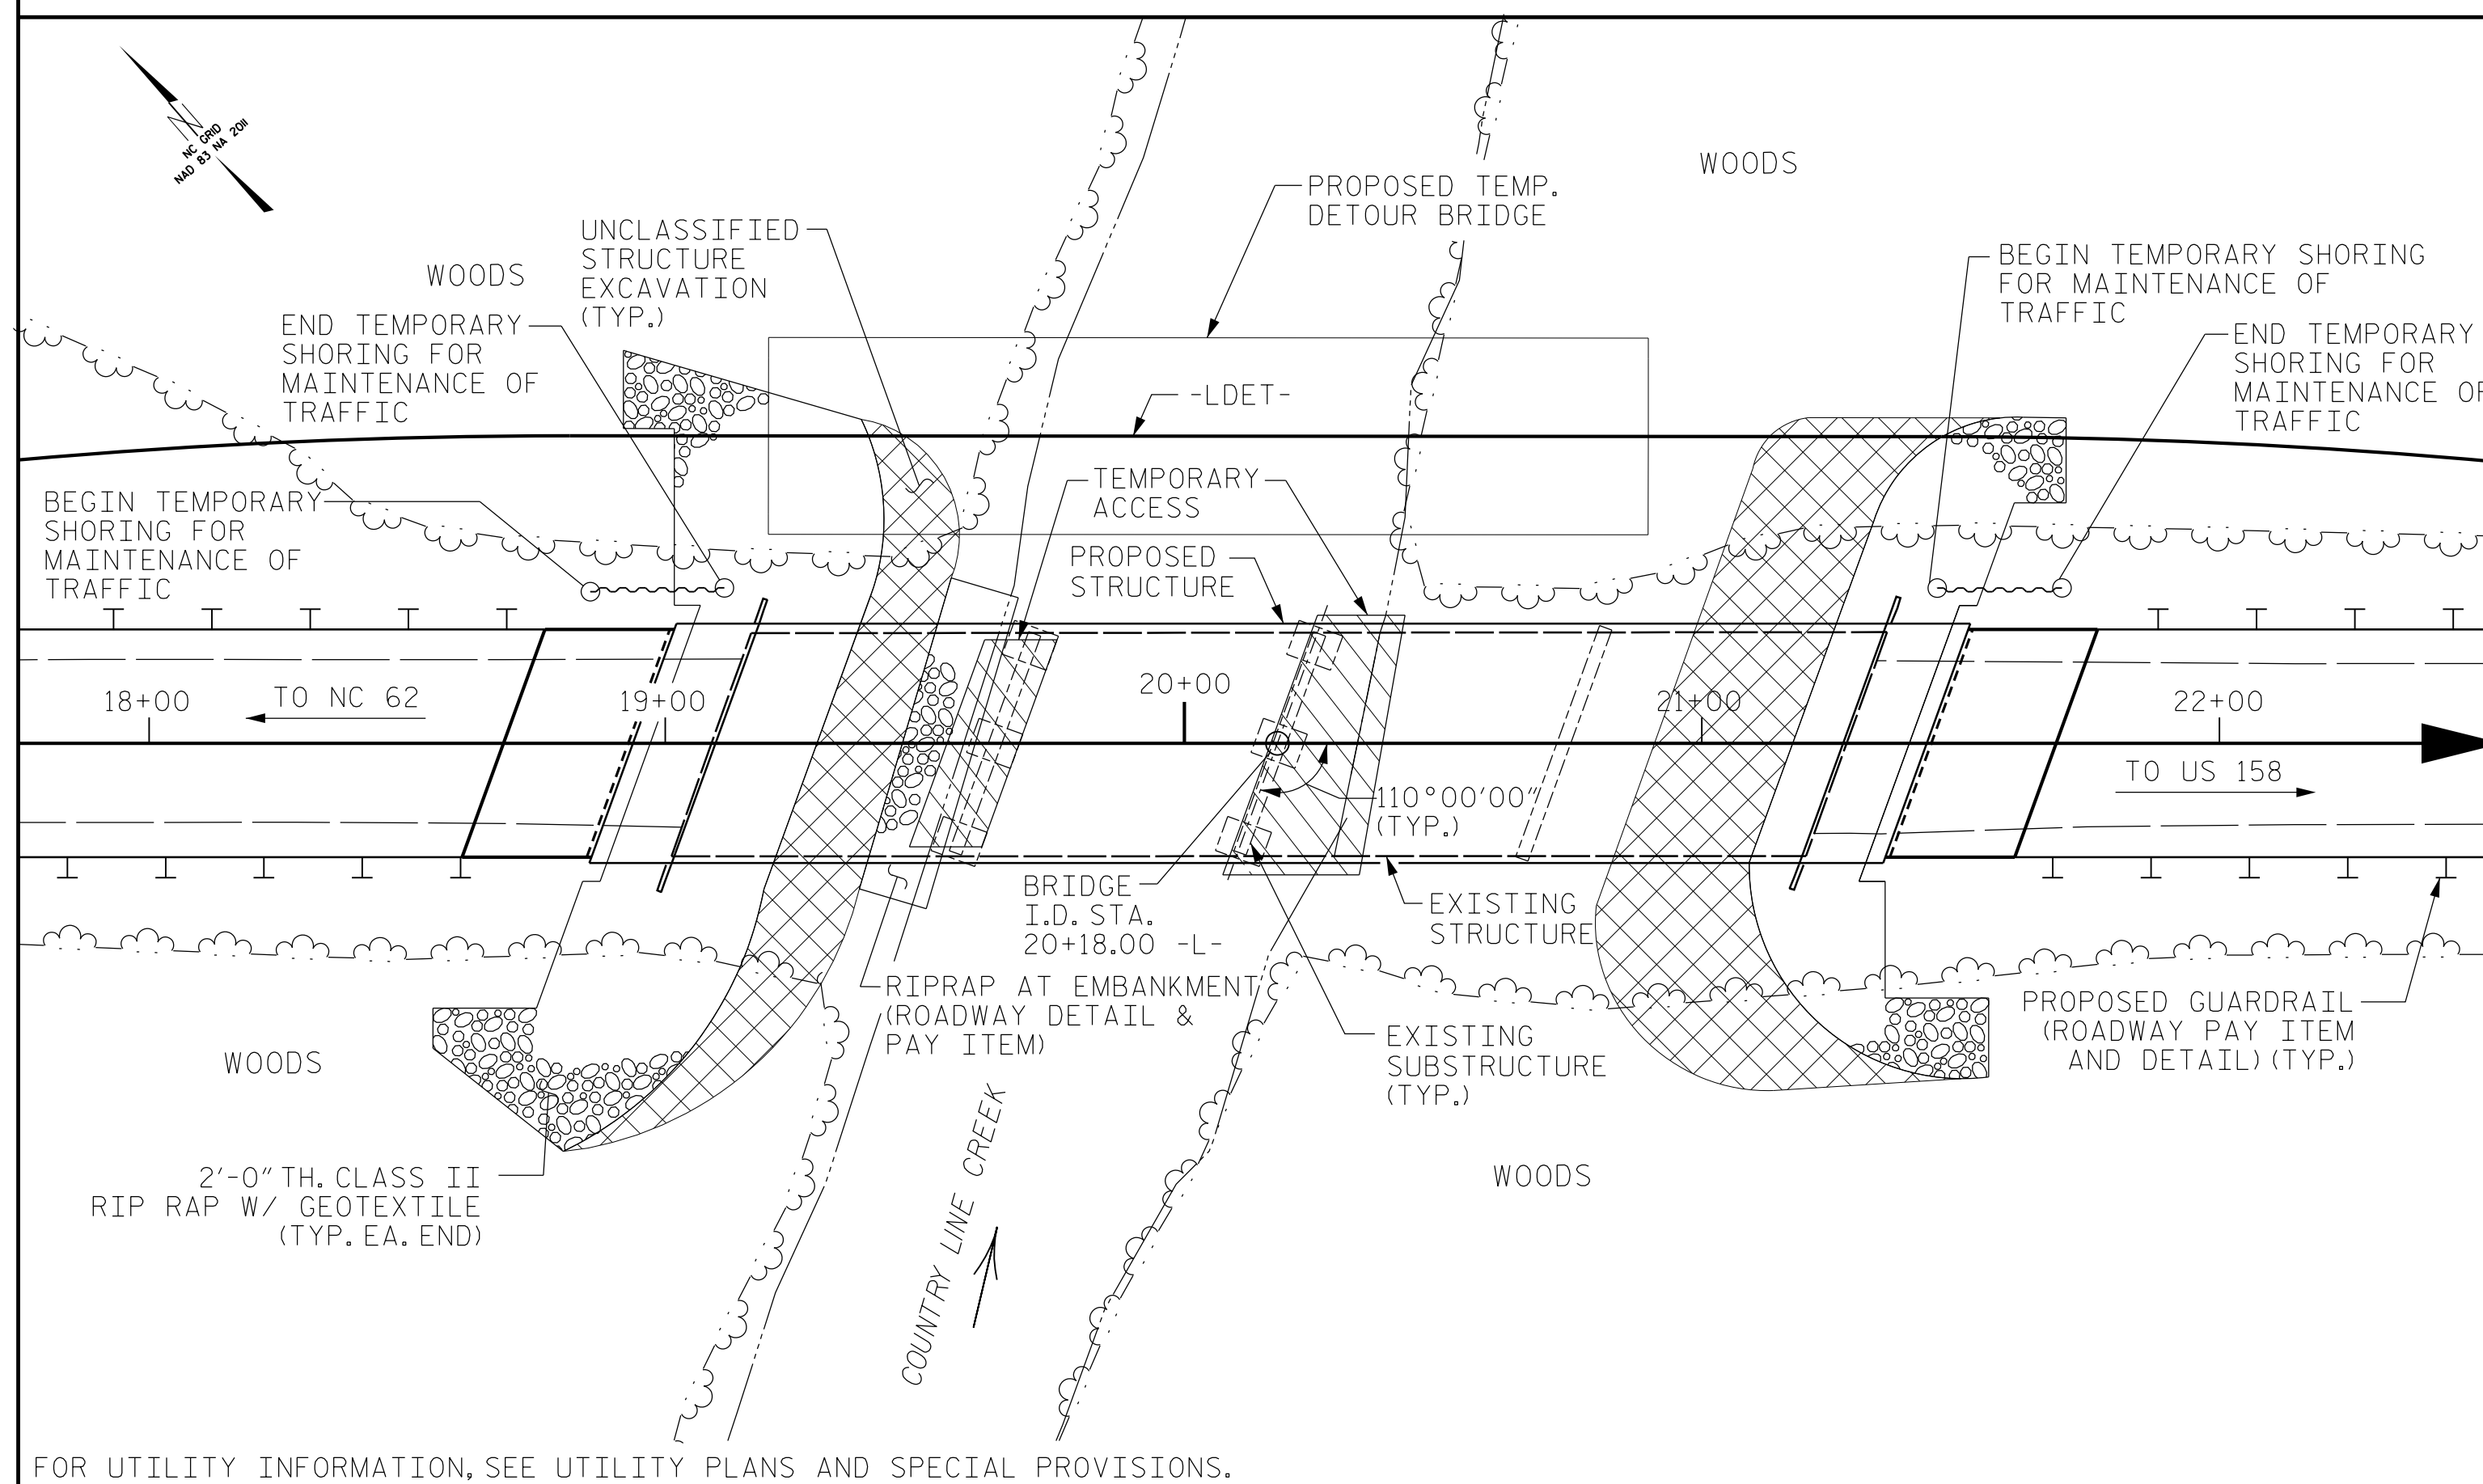 NC GRID
NAD 83 NA 2011
WOODS
PROPOSED TEMP.
DETOUR BRIDGE
UNCLASSIFIED
STRUCTURE
EXCAVATION
(TYP.)
WOODS
BEGIN TEMPORARY SHORING
FOR MAINTENANCE OF
TRAFFIC
END TEMPORARY
SHORING FOR
MAINTENANCE OF
TRAFFIC
END TEMPORARY
SHORING FOR
MAINTENANCE OF
TRAFFIC
-LDET-
TEMPORARY
ACCESS
BEGIN TEMPORARY
SHORING FOR
MAINTENANCE OF
TRAFFIC
PROPOSED
STRUCTURE
18+00
TO NC 62
19+00
20+00
21+00
22+00
TO US 158
110°00'00"
(TYP.)
BRIDGE
I.D. STA.
20+18.00 -L-
EXISTING
STRUCTURE
RIPRAP AT EMBANKMENT
(ROADWAY DETAIL &
PAY ITEM)
EXISTING
SUBSTRUCTURE
(TYP.)
PROPOSED GUARDRAIL
(ROADWAY PAY ITEM
AND DETAIL) (TYP.)
WOODS
2'-0" TH. CLASS II
RIP RAP W/ GEOTEXTILE
(TYP. EA. END)
COUNTRY LINE CREEK
WOODS
FOR UTILITY INFORMATION, SEE UTILITY PLANS AND SPECIAL PROVISIONS.